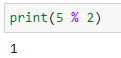 print(5 % 2)
1